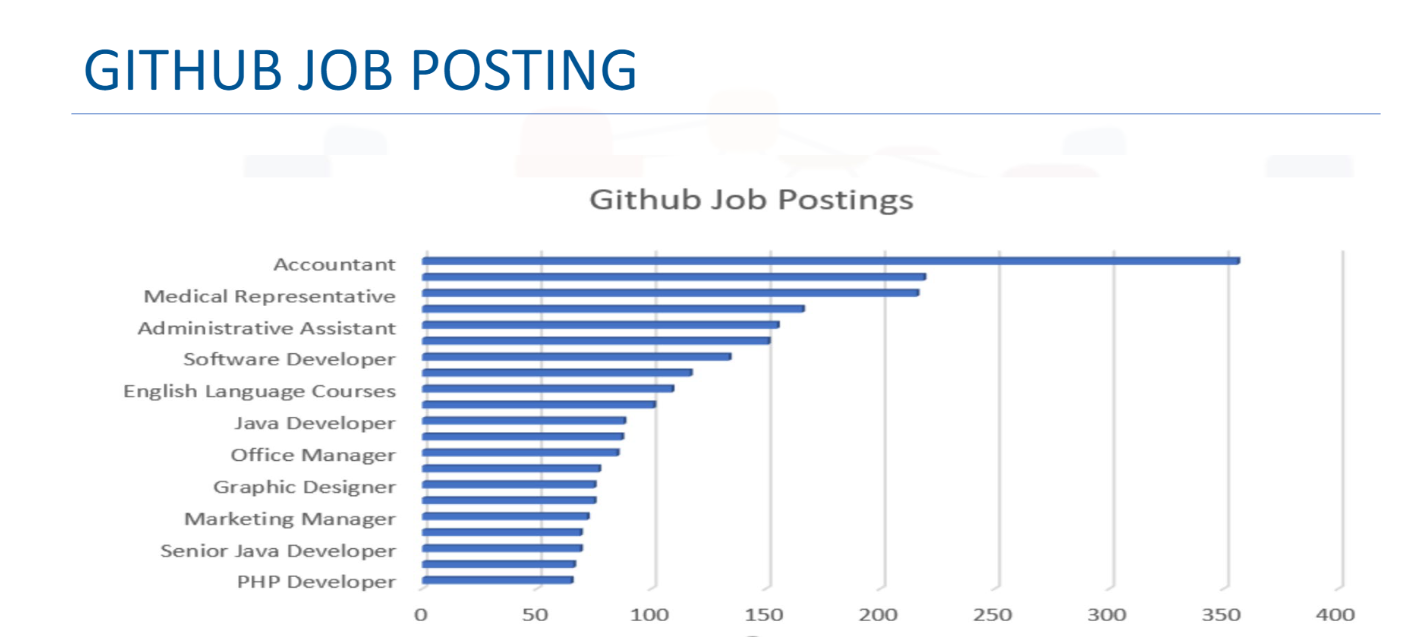 GITHUB JOB POSTING
Github Job Postings
Accountant
Medical Representative
Administrative Assistant
Software Developer
English Language Courses
Java Developer
Office Manager
Graphic Designer
Marketing Manager
Senior Java Developer
PHP Developer
0 50 100 150 200 250 300 350 400